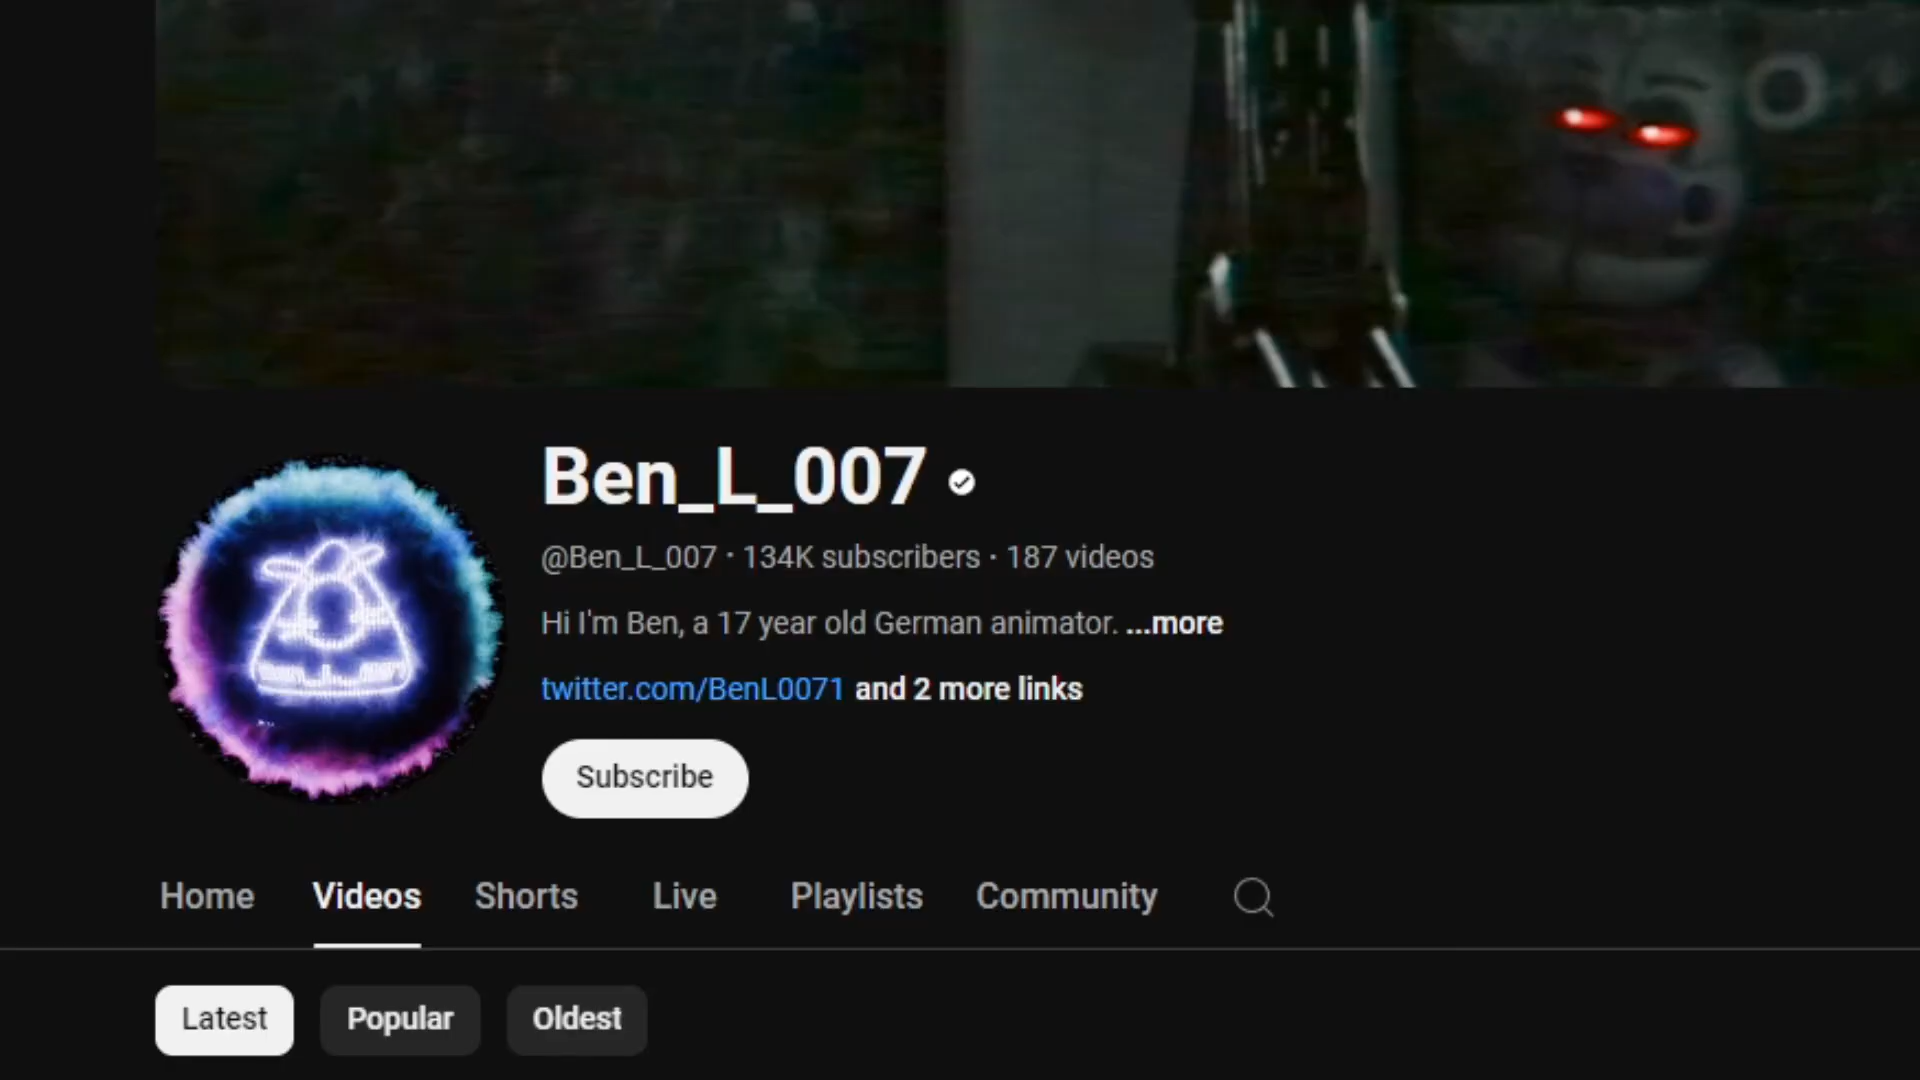 Ben_L_007
@Ben_L_007 · 134K subscribers · 187 videos
Hi I'm Ben, a 17 year old German animator. ...more
twitter.com/BenL0071 and 2 more links
Subscribe
Home Videos Shorts Live Playlists Community
Latest Popular Oldest